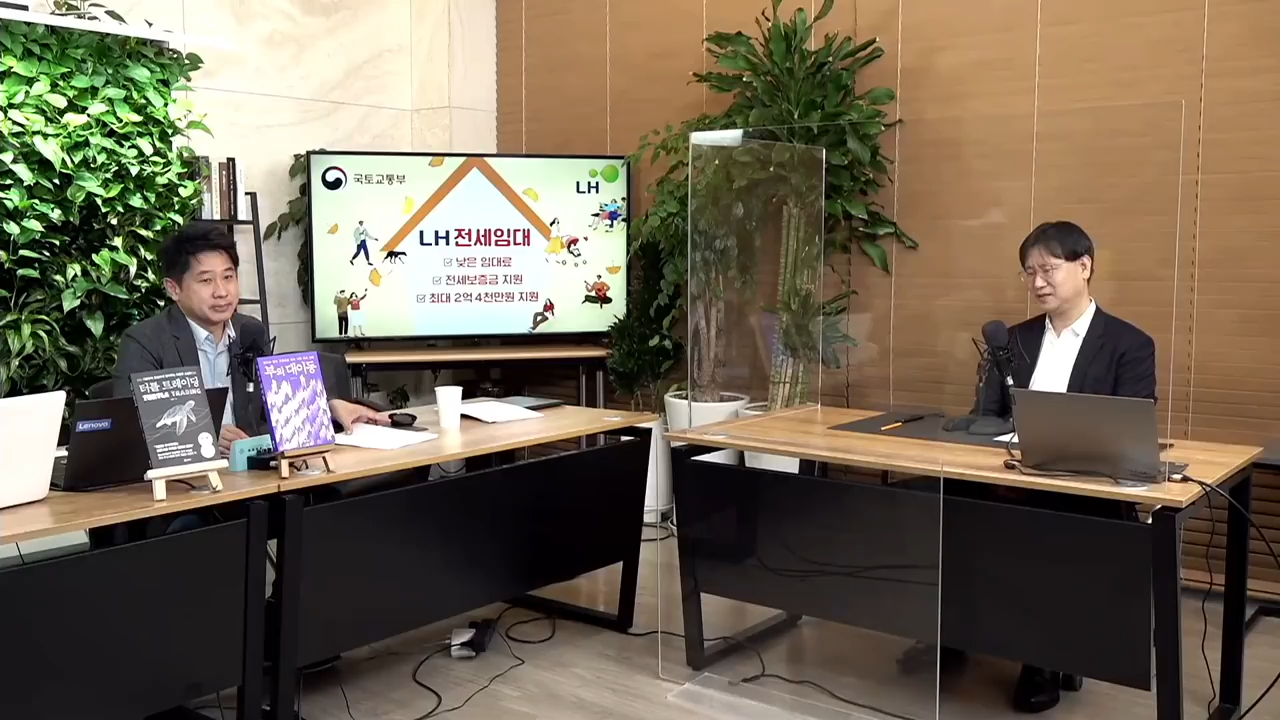 국토교통부
LH
LH 전세임대
낮은 임대료
전세보증금 지원
최대 2억 4천만원 지원
Lenovo
터틀 트레이딩
TURTLE TRADING
부의 대이동